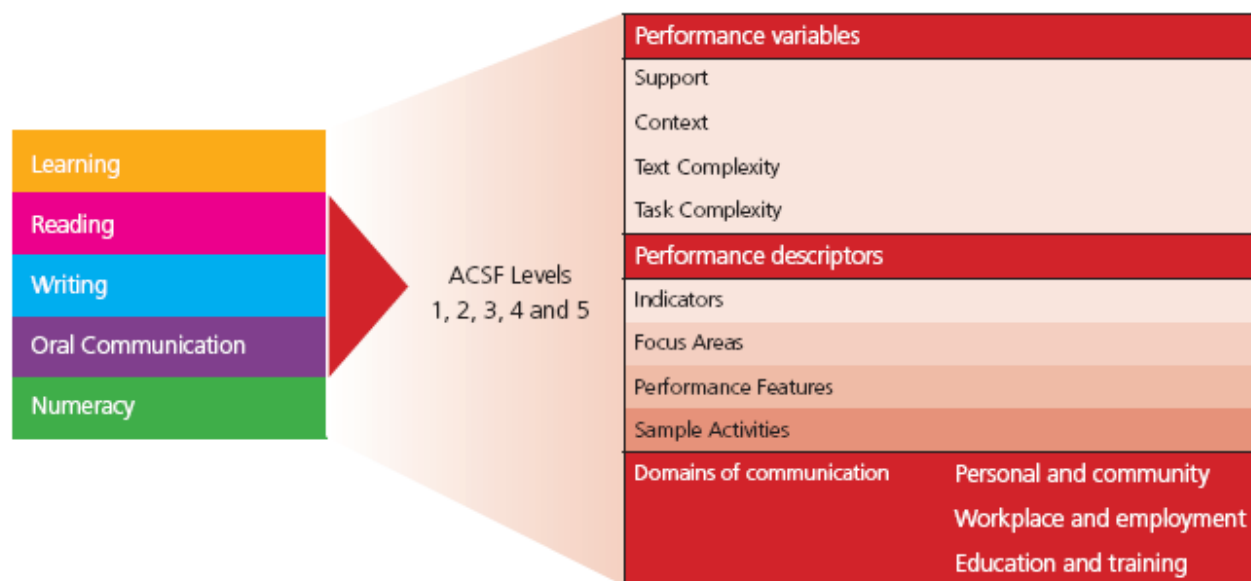 Learning
Reading
Writing
Oral Communication
Numeracy
ACSF Levels
1, 2, 3, 4 and 5
Performance variables
Support
Context
Text Complexity
Task Complexity
Performance descriptors
Indicators
Focus Areas
Performance Features
Sample Activities
Domains of communication
Personal and community
Workplace and employment
Education and training